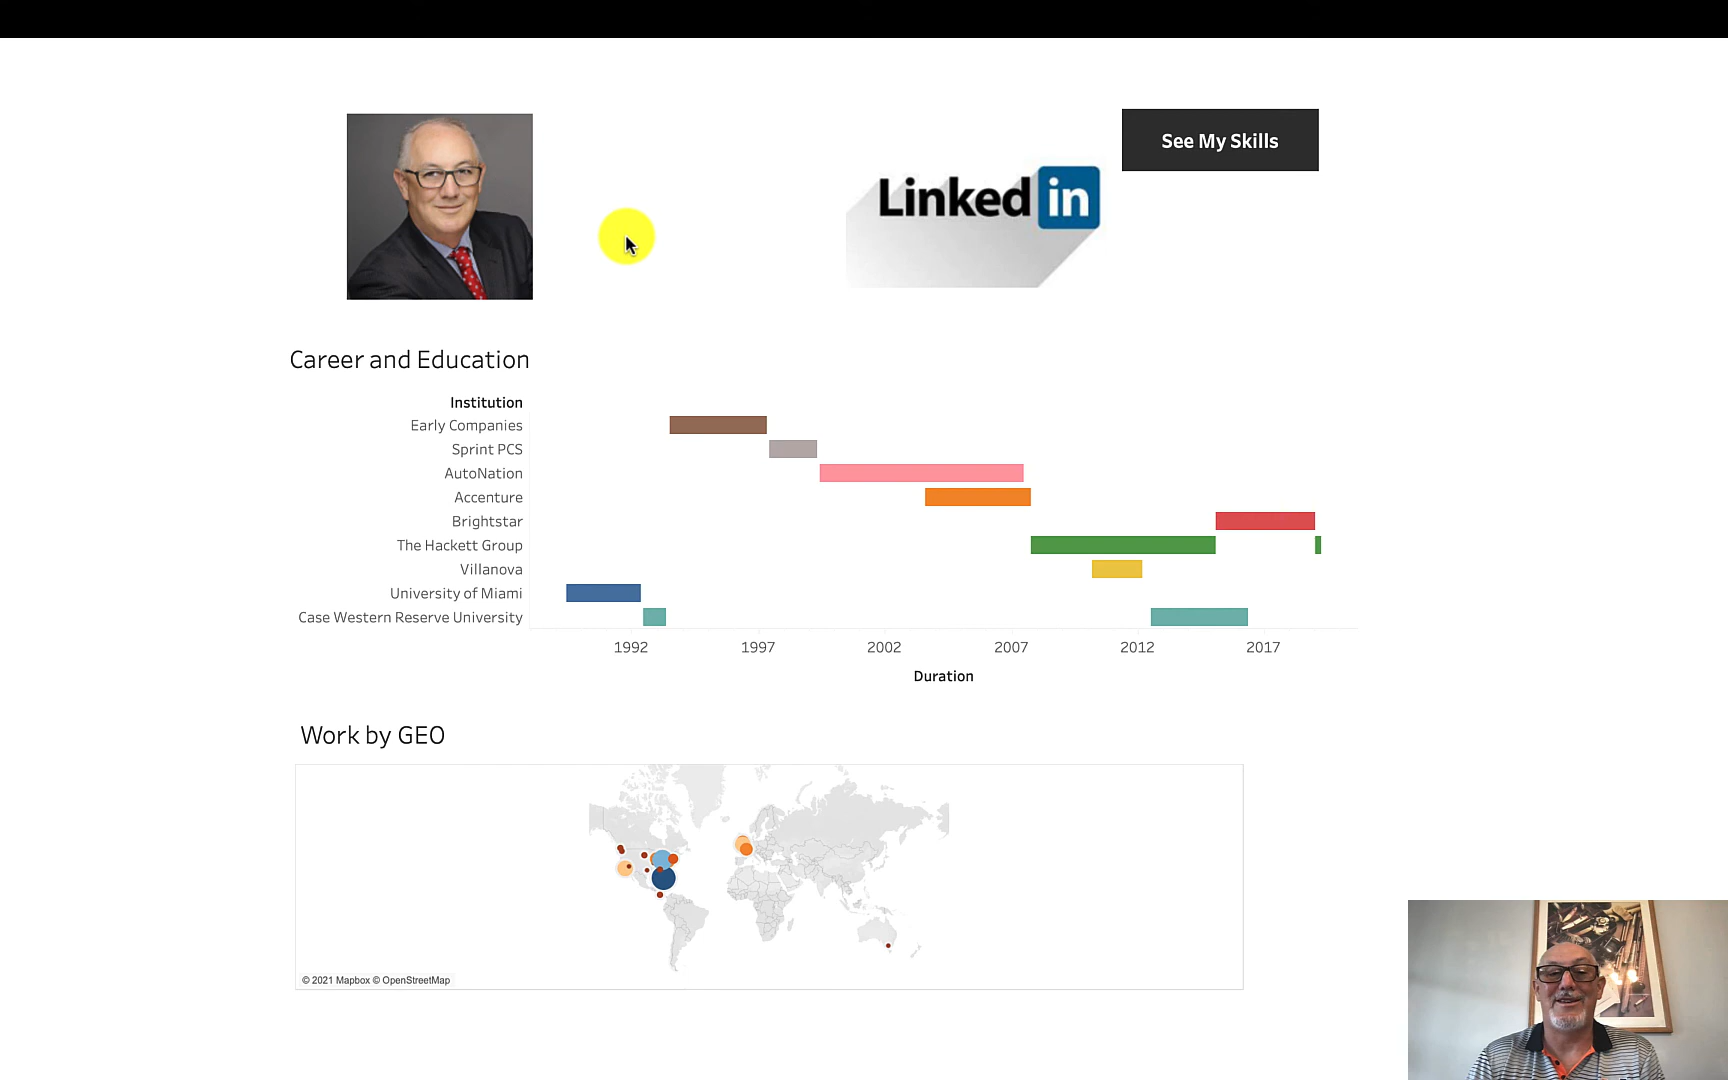 See My Skills
Linked in
Career and Education
Institution
Early Companies
Sprint PCS
AutoNation
Accenture
Brightstar
The Hackett Group
Villanova
University of Miami
Case Western Reserve University
1992 1997 2002 2007 2012 2017
Duration
Work by GEO
© 2021 Mapbox © OpenStreetMap